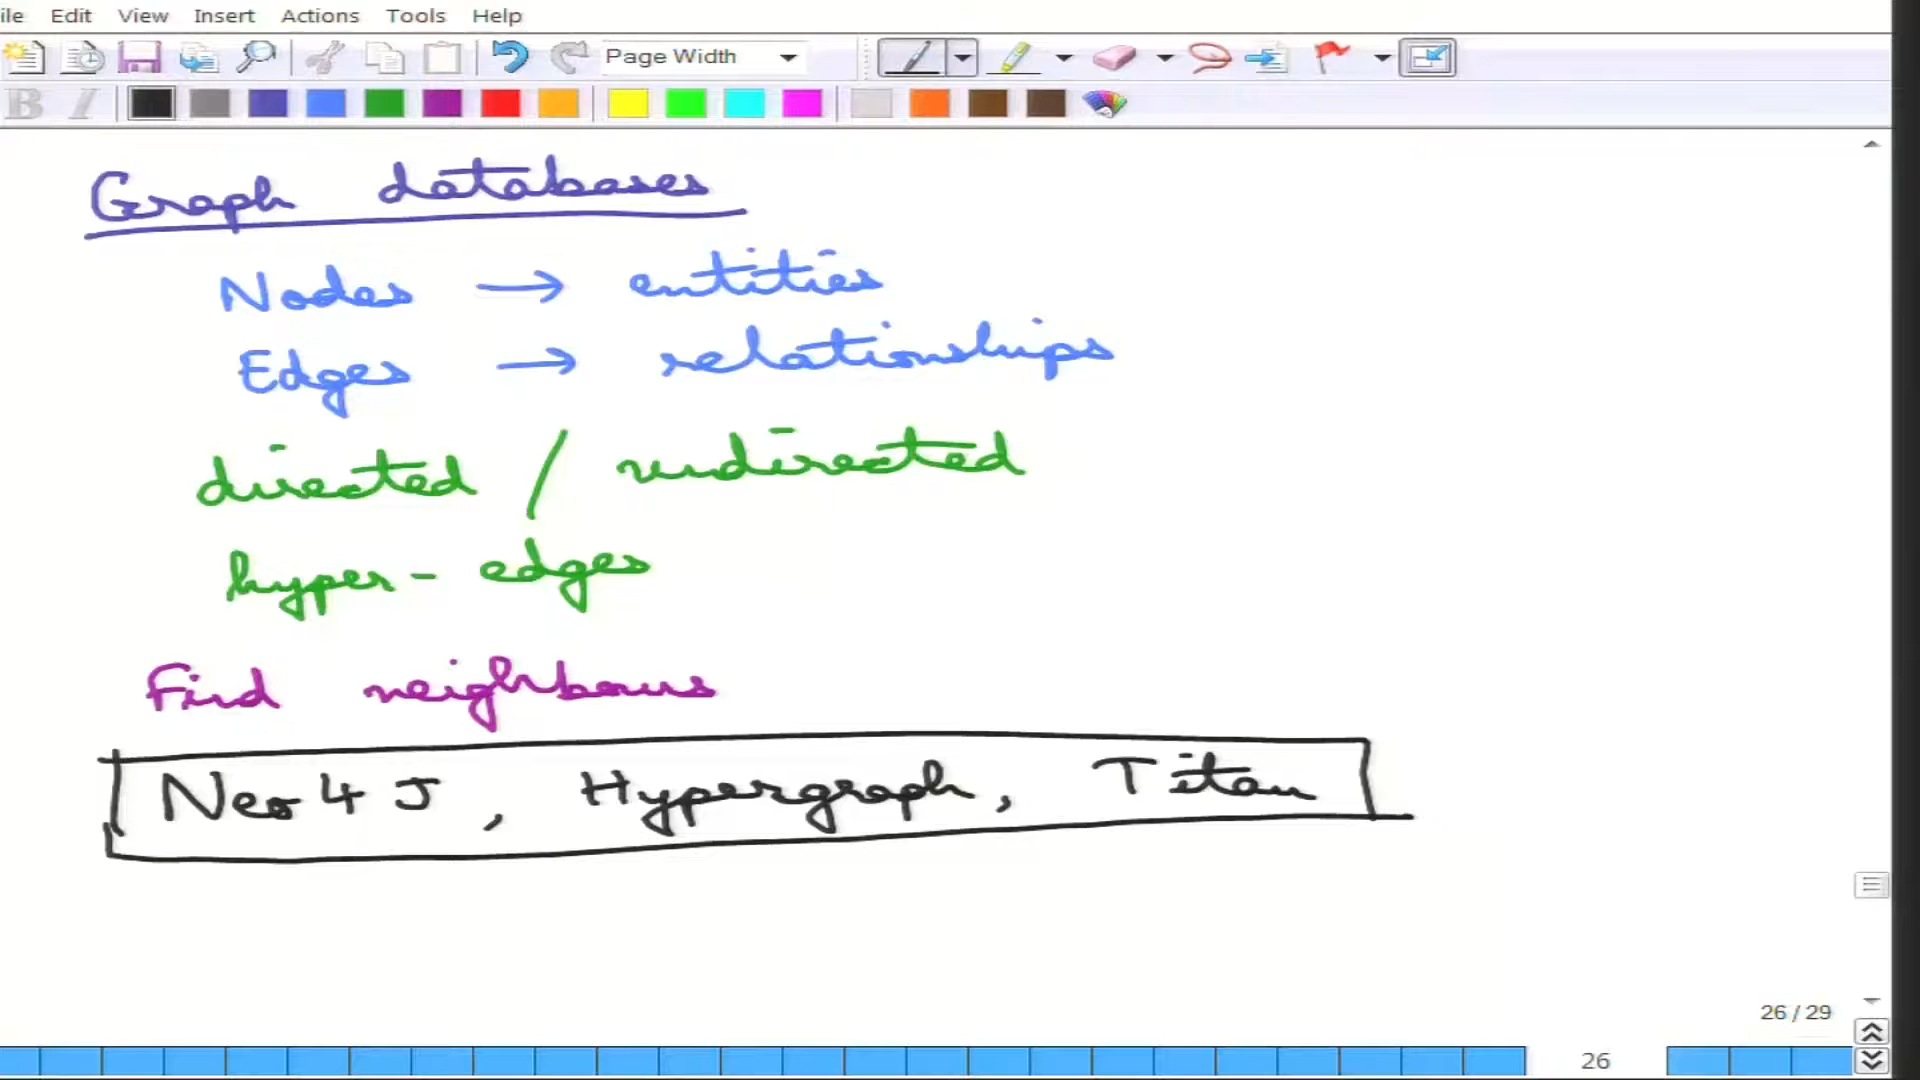 ile Edit View Insert Actions Tools Help
Page Width
B I
Graph databases
Nodes → entities
Edges → relationships
directed / undirected
hyper - edges
Find neighbours
Neo4J, Hypergraph, Titan
26 / 29
26